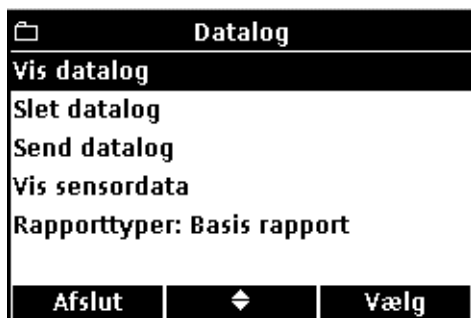 Datalog
Vis datalog
Slet datalog
Send datalog
Vis sensordata
Rapporttyper: Basis rapport
Afslut Vælg